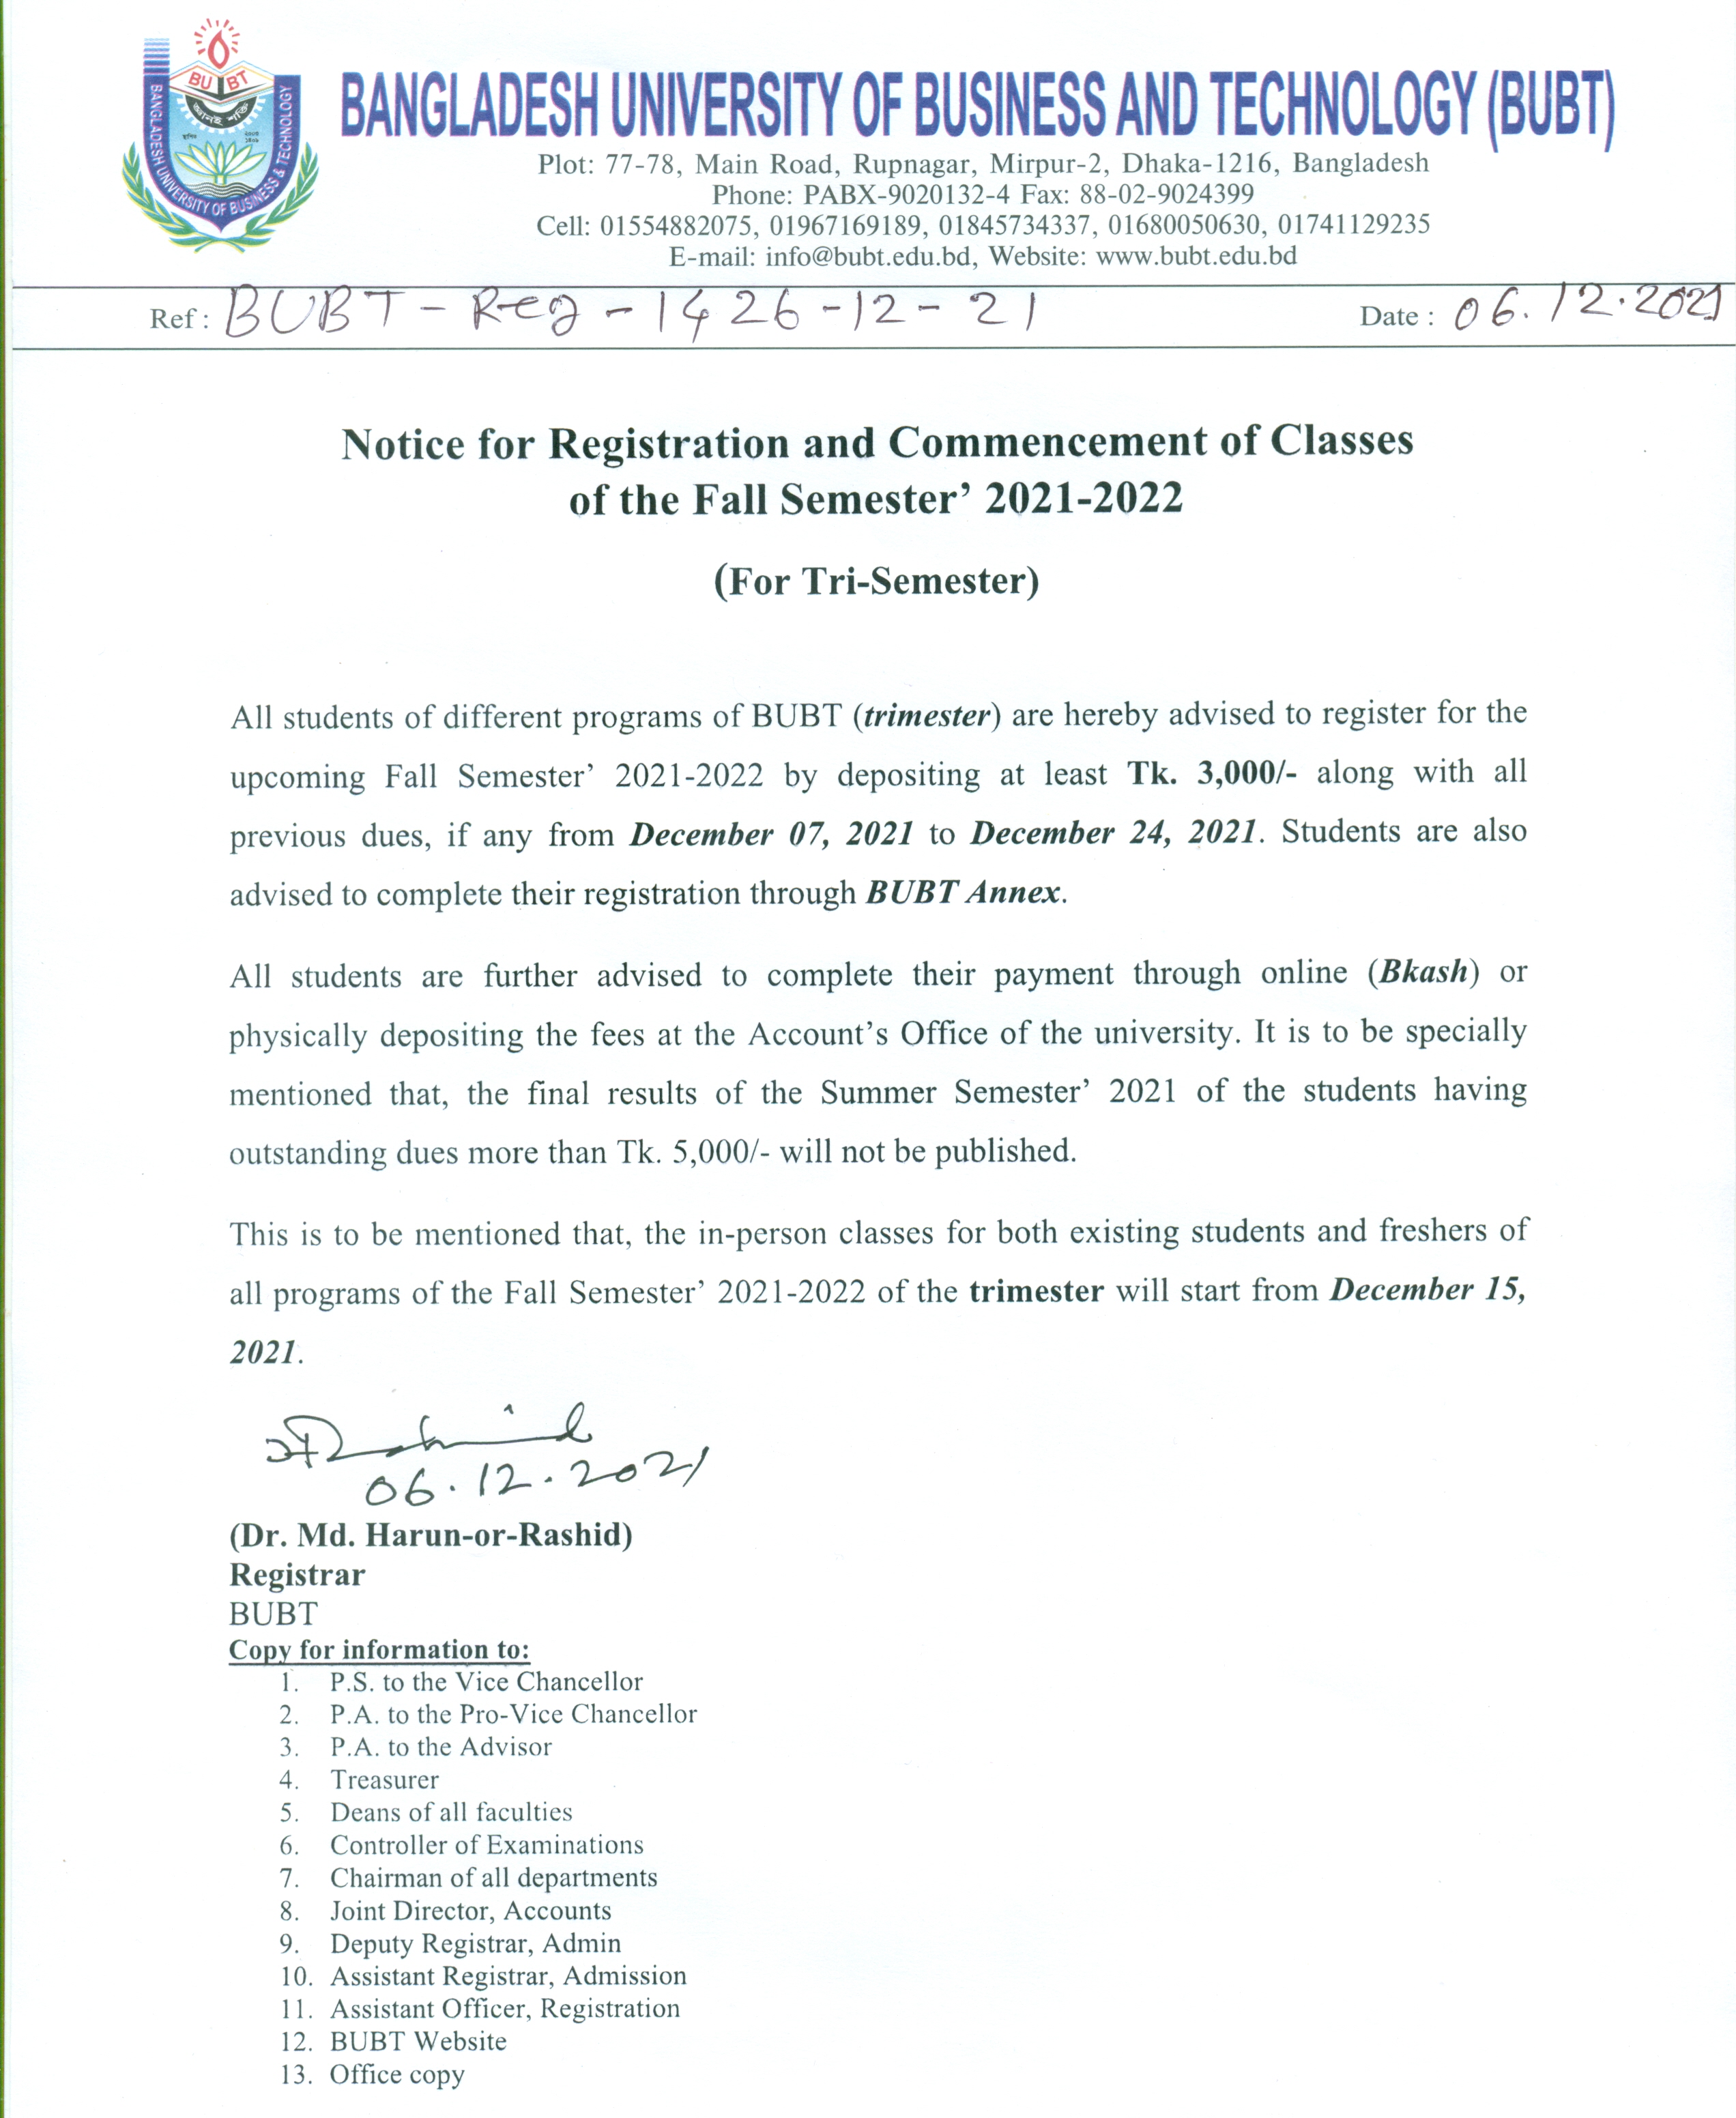 BU BT
জ্ঞানই শক্তি
BANGLADESH UNIVERSITY OF BUSINESS & TECHNOLOGY
BANGLADESH UNIVERSITY OF BUSINESS AND TECHNOLOGY (BUBT)
Plot: 77-78, Main Road, Rupnagar, Mirpur-2, Dhaka-1216, Bangladesh
Phone: PABX-9020132-4 Fax: 88-02-9024399
Cell: 01554882075, 01967169189, 01845734337, 01680050630, 01741129235
E-mail: info@bubt.edu.bd, Website: www.bubt.edu.bd
Ref : BUBT - Reg - 1426 - 12 - 21 Date : 06.12.2021
Notice for Registration and Commencement of Classes
of the Fall Semester’ 2021-2022
(For Tri-Semester)
All students of different programs of BUBT (trimester) are hereby advised to register for the
upcoming Fall Semester’ 2021-2022 by depositing at least Tk. 3,000/- along with all
previous dues, if any from December 07, 2021 to December 24, 2021. Students are also
advised to complete their registration through BUBT Annex.
All students are further advised to complete their payment through online (Bkash) or
physically depositing the fees at the Account’s Office of the university. It is to be specially
mentioned that, the final results of the Summer Semester’ 2021 of the students having
outstanding dues more than Tk. 5,000/- will not be published.
This is to be mentioned that, the in-person classes for both existing students and freshers of
all programs of the Fall Semester’ 2021-2022 of the trimester will start from December 15,
2021.
06.12.2021
(Dr. Md. Harun-or-Rashid)
Registrar
BUBT
Copy for information to:
1. P.S. to the Vice Chancellor
2. P.A. to the Pro-Vice Chancellor
3. P.A. to the Advisor
4. Treasurer
5. Deans of all faculties
6. Controller of Examinations
7. Chairman of all departments
8. Joint Director, Accounts
9. Deputy Registrar, Admin
10. Assistant Registrar, Admission
11. Assistant Officer, Registration
12. BUBT Website
13. Office copy